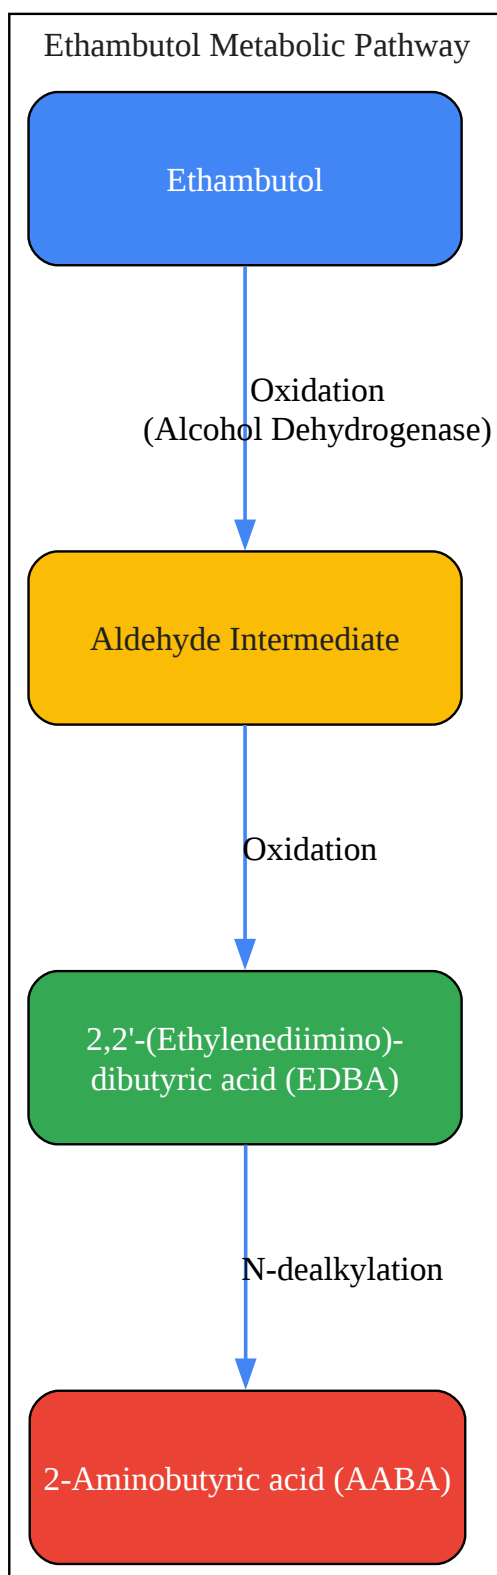 Ethambutol Metabolic Pathway
Ethambutol
Oxidation
(Alcohol Dehydrogenase)
Aldehyde Intermediate
Oxidation
2,2'-(Ethylenediimino)-
dibutyric acid (EDBA)
N-dealkylation
2-Aminobutyric acid (AABA)